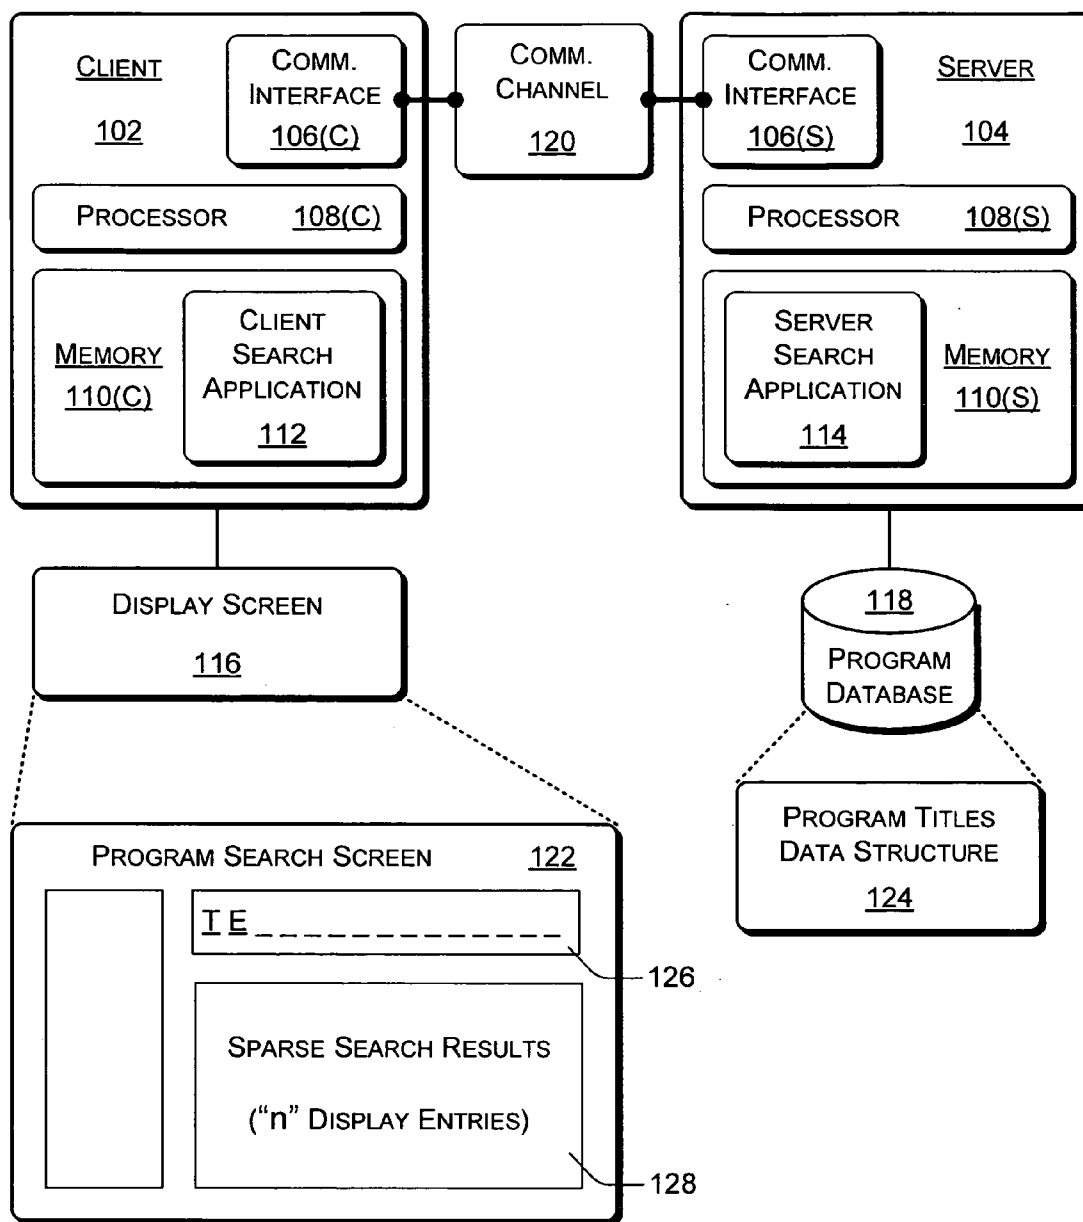 CLIENT
102
COMM.
INTERFACE
106(C)
COMM.
CHANNEL
120
COMM.
INTERFACE
106(S)
SERVER
104
PROCESSOR 108(C)
PROCESSOR 108(S)
MEMORY
110(C)
CLIENT
SEARCH
APPLICATION
112
SERVER
SEARCH
APPLICATION
114
MEMORY
110(S)
DISPLAY SCREEN
116
118
PROGRAM
DATABASE
PROGRAM TITLES
DATA STRUCTURE
124
PROGRAM SEARCH SCREEN 122
T E _ _ _ _ _ _ _ _ _ _ _ _ _ _
126
SPARSE SEARCH RESULTS
("n" DISPLAY ENTRIES)
128